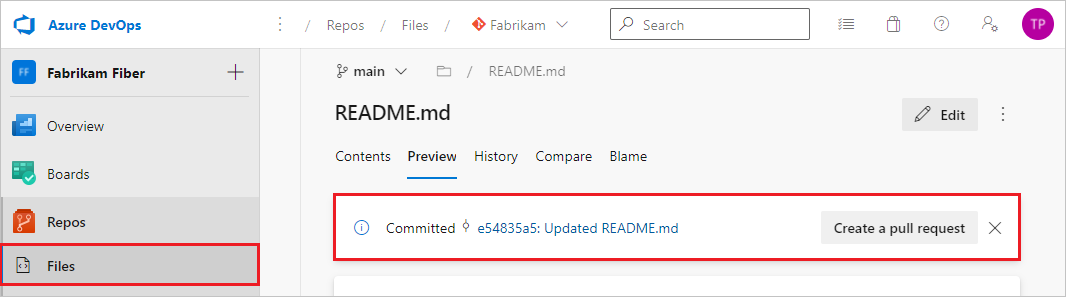 Azure DevOps
/ Repos / Files / Fabrikam
Search
TP
FF Fabrikam Fiber
Overview
Boards
Repos
Files
main / README.md
README.md
Edit
Contents Preview History Compare Blame
Committed e54835a5: Updated README.md Create a pull request